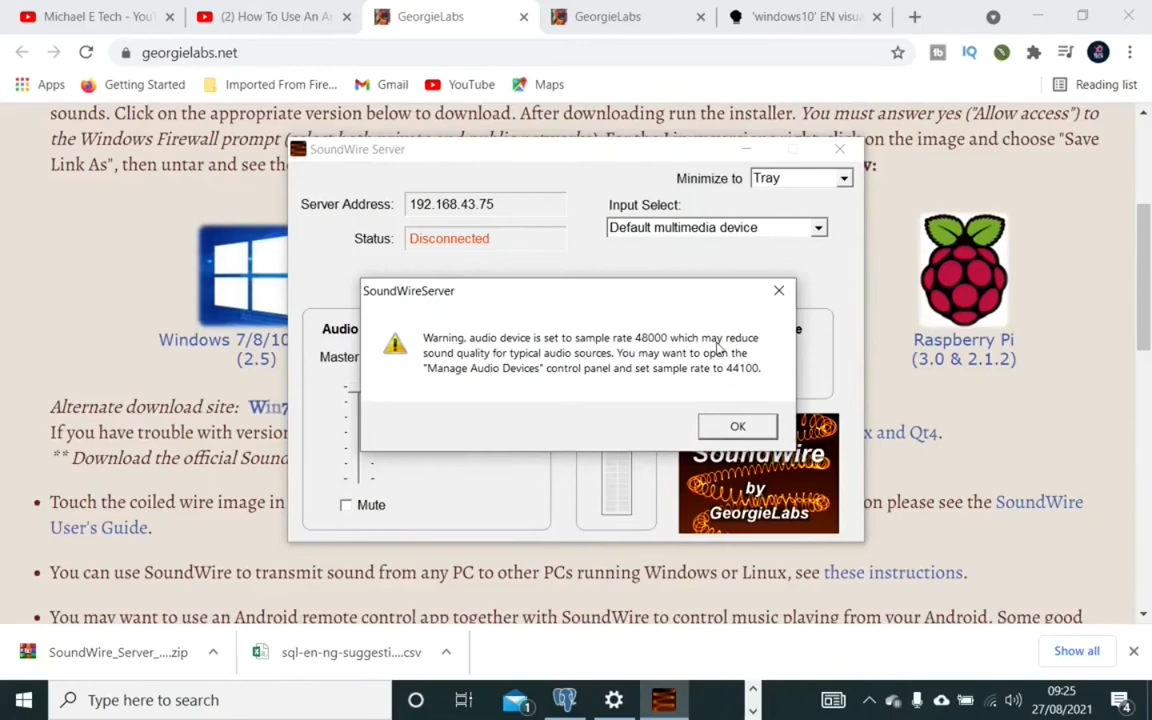 Michael E Tech - You
(2) How To Use An A
GeorgieLabs
GeorgieLabs
'windows10' EN visu
georgielabs.net
Apps
Getting Started
Imported From Fire...
Gmail
YouTube
Maps
Reading list
sounds. Click on the appropriate version below to download. After downloading run the installer. You must answer yes ("Allow access") to
the Windows Firewall prompt
on the image and choose "Save
Link As", then untar and see the
SoundWire Server
Minimize to
Tray
Server Address:
192.168.43.75
Input Select:
Default multimedia device
Status:
Disconnected
SoundWireServer
Warning, audio device is set to sample rate 48000 which may reduce
sound quality for typical audio sources. You may want to open the
"Manage Audio Devices" control panel and set sample rate to 44100.
OK
Audio
Master
Mute
SoundWire
by
GeorgieLabs
Windows 7/8/10
(2.5)
Raspberry Pi
(3.0 & 2.1.2)
Alternate download site: Win7
If you have trouble with version
x and Qt4.
** Download the official Sound
Touch the coiled wire image in
on please see the SoundWire
User's Guide.
You can use SoundWire to transmit sound from any PC to other PCs running Windows or Linux, see these instructions.
You may want to use an Android remote control app together with SoundWire to control music playing from your Android. Some good
SoundWire_Server_....zip
sql-en-ng-suggesti....csv
Show all
Type here to search
1
09:25
27/08/2021
4